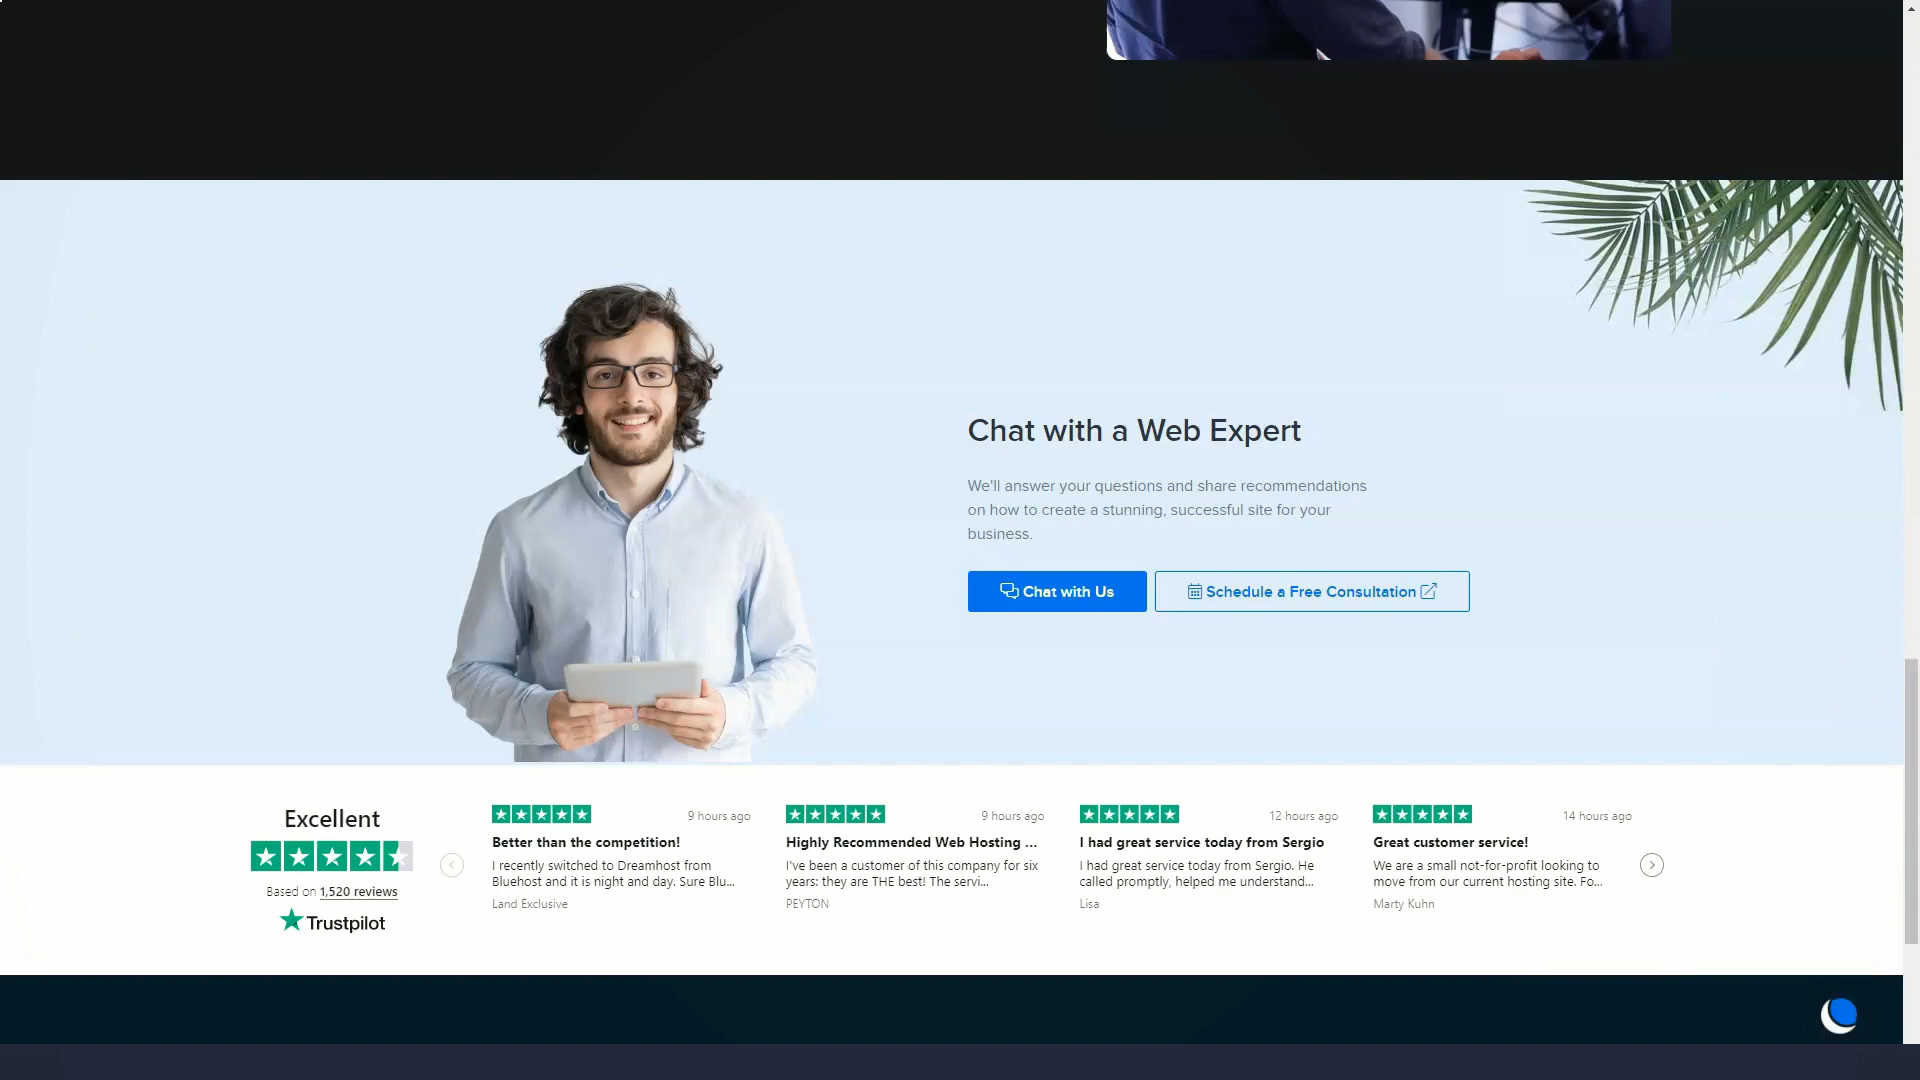 Chat with a Web Expert
We'll answer your questions and share recommendations
on how to create a stunning, successful site for your
business.
Chat with Us
Schedule a Free Consultation
Excellent
Based on 1,520 reviews
Trustpilot
9 hours ago
Better than the competition!
I recently switched to Dreamhost from
Bluehost and it is night and day. Sure Blu...
Land Exclusive
9 hours ago
Highly Recommended Web Hosting ...
I've been a customer of this company for six
years: they are THE best! The servi...
PEYTON
12 hours ago
I had great service today from Sergio
I had great service today from Sergio. He
called promptly, helped me understand...
Lisa
14 hours ago
Great customer service!
We are a small not-for-profit looking to
move from our current hosting site. Fo...
Marty Kuhn